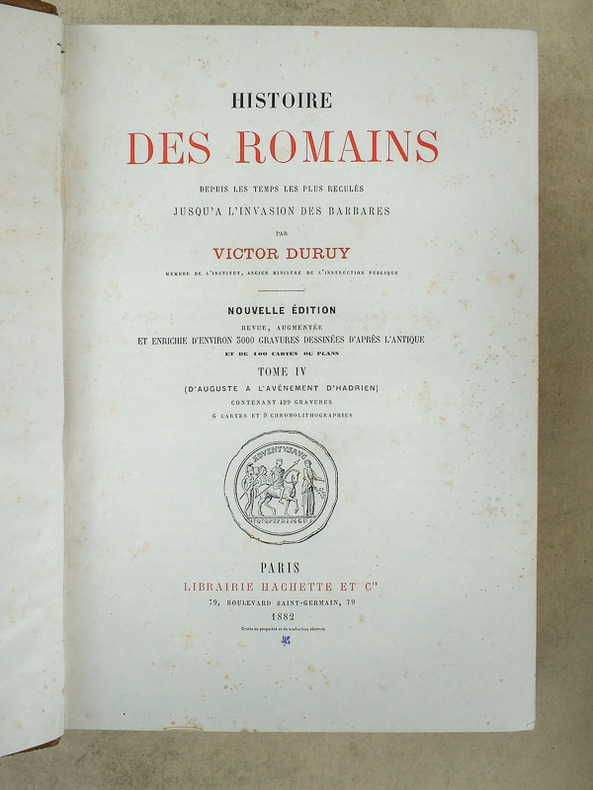 HISTOIRE
DES ROMAINS
DEPUIS LES TEMPS LES PLUS RECULÉS
JUSQU'A L'INVASION DES BARBARES
PAR
VICTOR DURUY
MEMBRE DE L'INSTITUT, ANCIEN MINISTRE DE L'INSTRUCTION PUBLIQUE
NOUVELLE ÉDITION
REVUE, AUGMENTÉE
ET ENRICHIE D'ENVIRON 3000 GRAVURES DESSINÉES D'APRÈS L'ANTIQUE
ET DE 100 CARTES OU PLANS
TOME IV
(D'AUGUSTE A L'AVÉNEMENT D'HADRIEN)
CONTENANT 499 GRAVURES
6 CARTES ET 9 CHROMOLITHOGRAPHIES
ADVENTVS AVG
PARIS
LIBRAIRIE HACHETTE ET Cie
79, BOULEVARD SAINT-GERMAIN, 79
1882
Droits de propriété et de traduction réservés